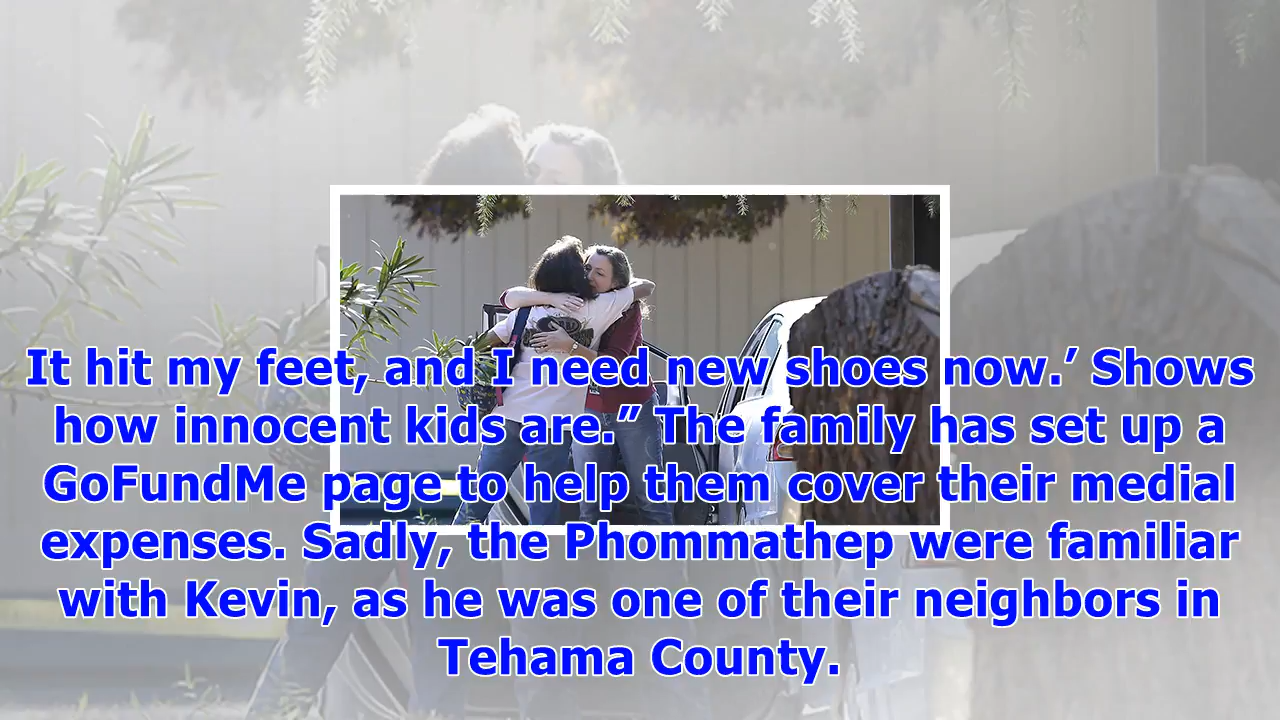 It hit my feet, and I need new shoes now.’ Shows
how innocent kids are.” The family has set up a
GoFundMe page to help them cover their medial
expenses. Sadly, the Phommathep were familiar
with Kevin, as he was one of their neighbors in
Tehama County.